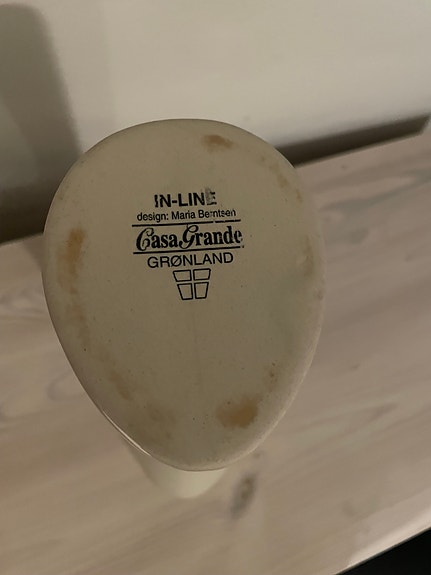 IN-LINE
design: Maria Berntsen
Casa Grande
GRØNLAND